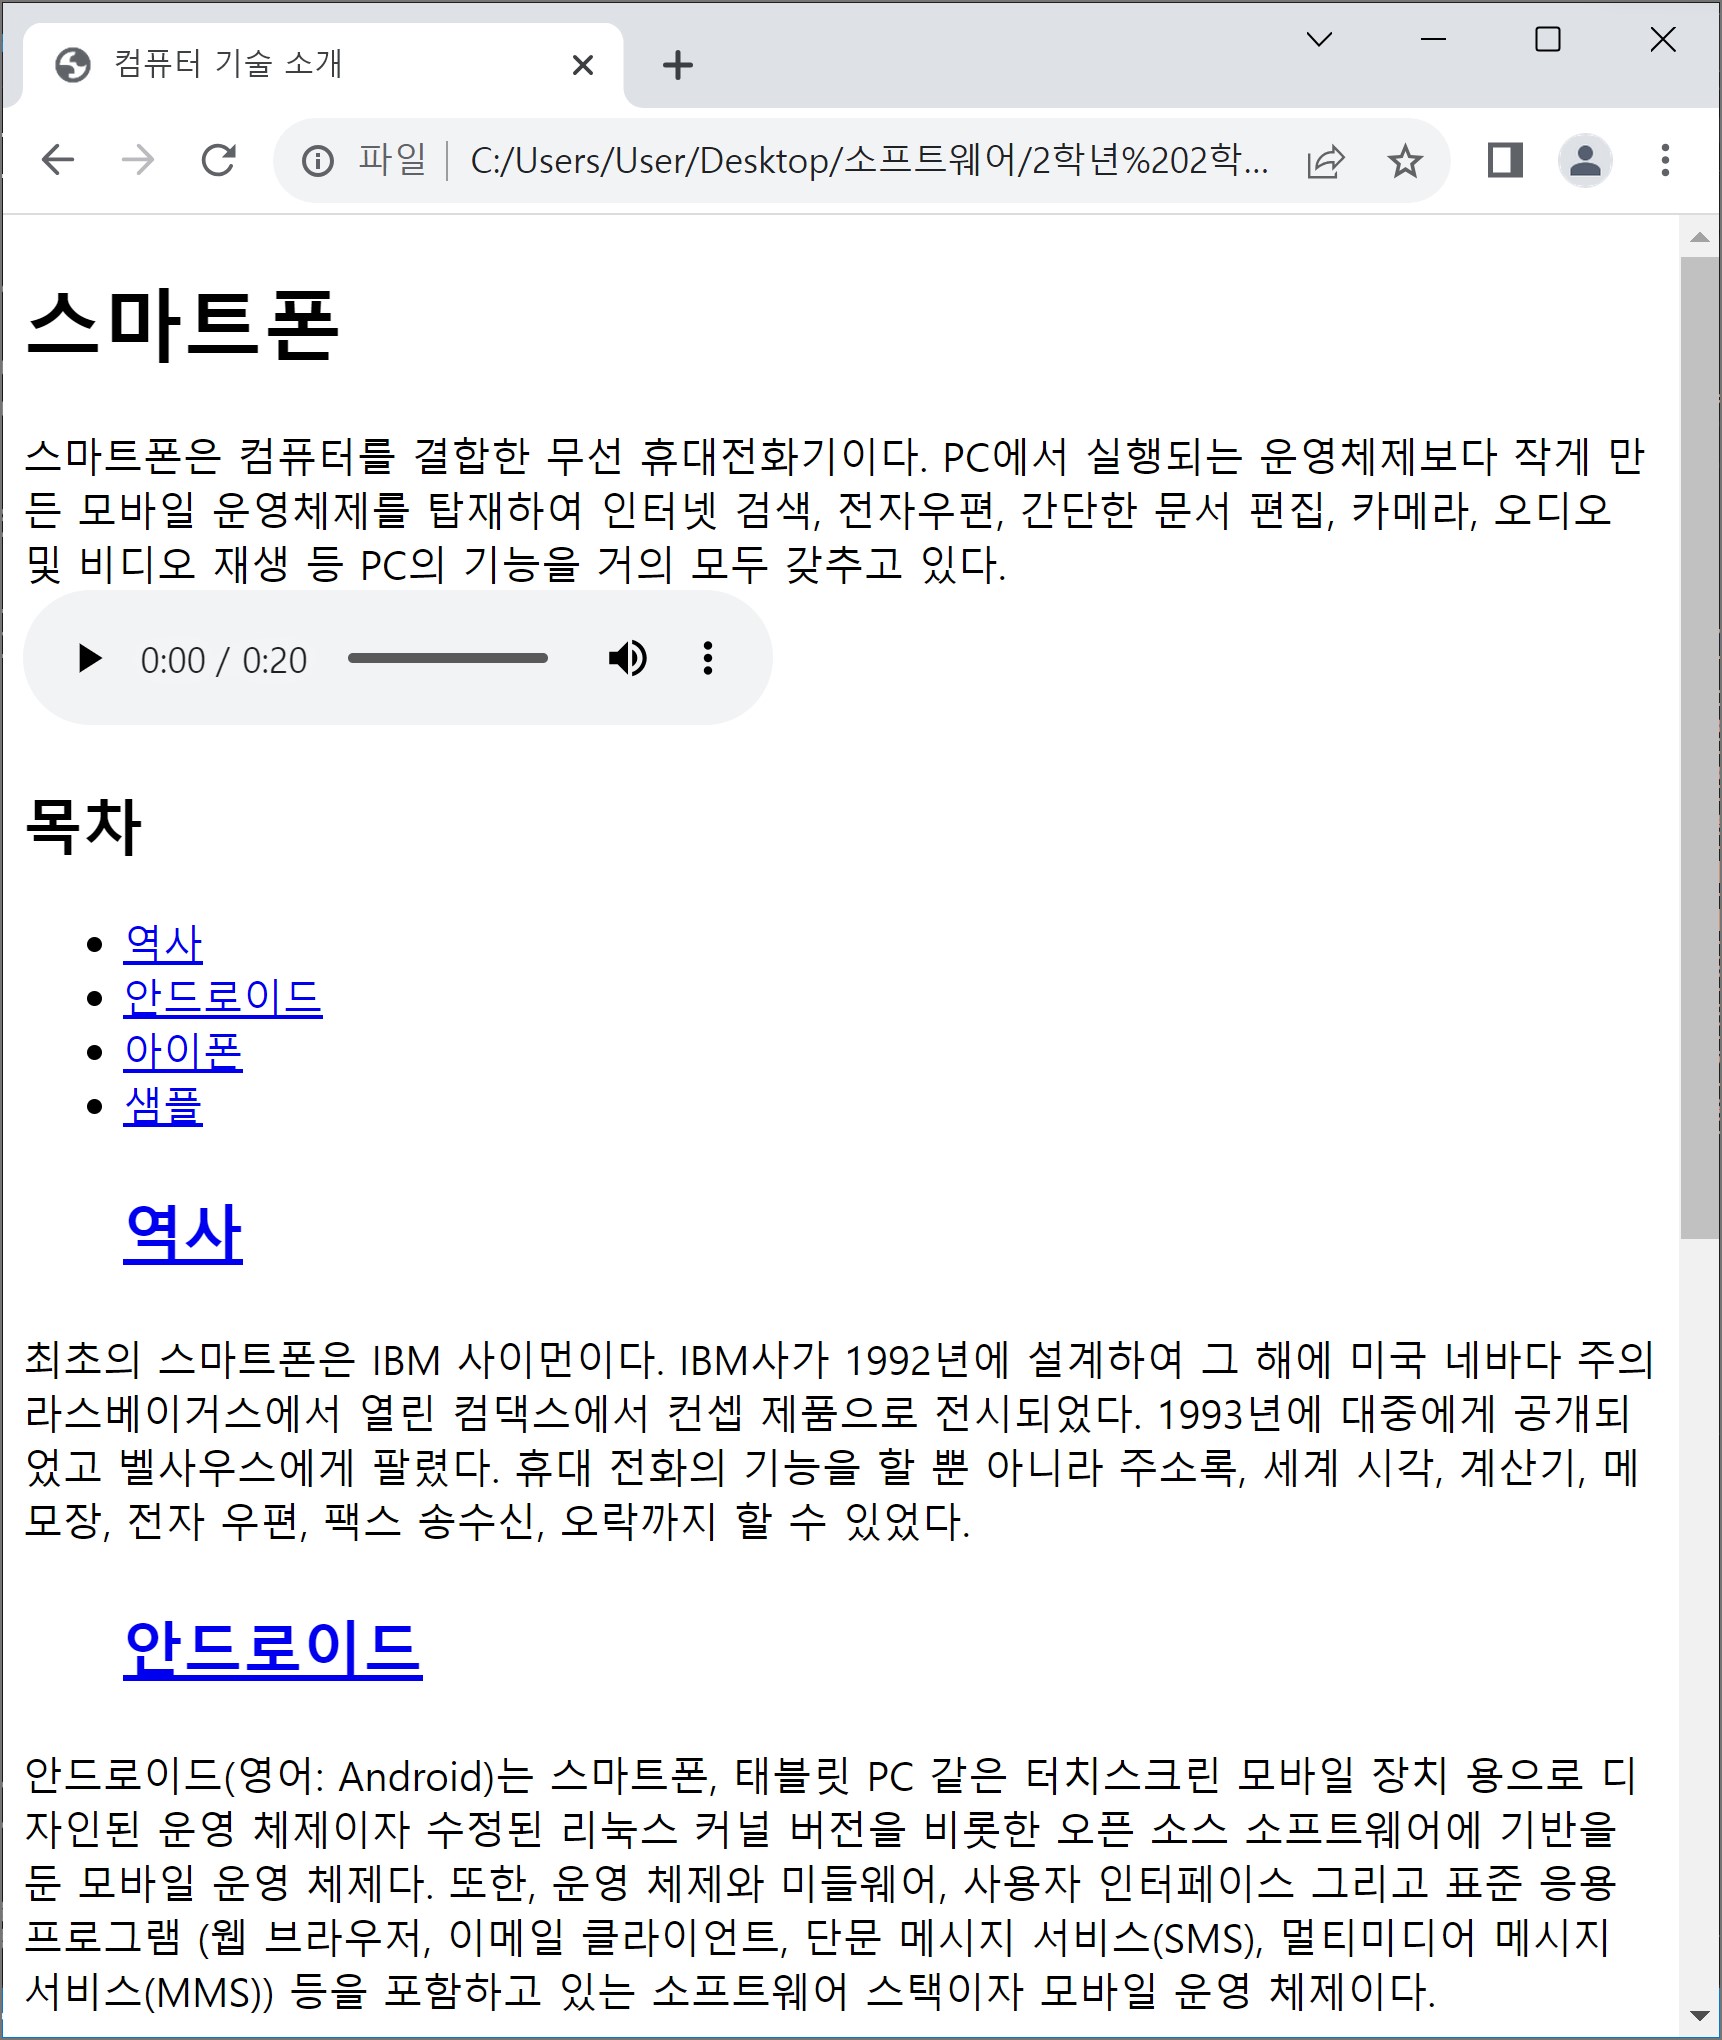 컴퓨터 기술 소개
파일 C:/Users/User/Desktop/소프트웨어/2학년%202학...
스마트폰
스마트폰은 컴퓨터를 결합한 무선 휴대전화기이다. PC에서 실행되는 운영체제보다 작게 만
든 모바일 운영체제를 탑재하여 인터넷 검색, 전자우편, 간단한 문서 편집, 카메라, 오디오
및 비디오 재생 등 PC의 기능을 거의 모두 갖추고 있다.
0:00 / 0:20
목차
역사
안드로이드
아이폰
샘플
역사
최초의 스마트폰은 IBM 사이먼이다. IBM사가 1992년에 설계하여 그 해에 미국 네바다 주의
라스베이거스에서 열린 컴댁스에서 컨셉 제품으로 전시되었다. 1993년에 대중에게 공개되
었고 벨사우스에게 팔렸다. 휴대 전화의 기능을 할 뿐 아니라 주소록, 세계 시각, 계산기, 메
모장, 전자 우편, 팩스 송수신, 오락까지 할 수 있었다.
안드로이드
안드로이드(영어: Android)는 스마트폰, 태블릿 PC 같은 터치스크린 모바일 장치 용으로 디
자인된 운영 체제이자 수정된 리눅스 커널 버전을 비롯한 오픈 소스 소프트웨어에 기반을
둔 모바일 운영 체제다. 또한, 운영 체제와 미들웨어, 사용자 인터페이스 그리고 표준 응용
프로그램 (웹 브라우저, 이메일 클라이언트, 단문 메시지 서비스(SMS), 멀티미디어 메시지
서비스(MMS)) 등을 포함하고 있는 소프트웨어 스택이자 모바일 운영 체제이다.